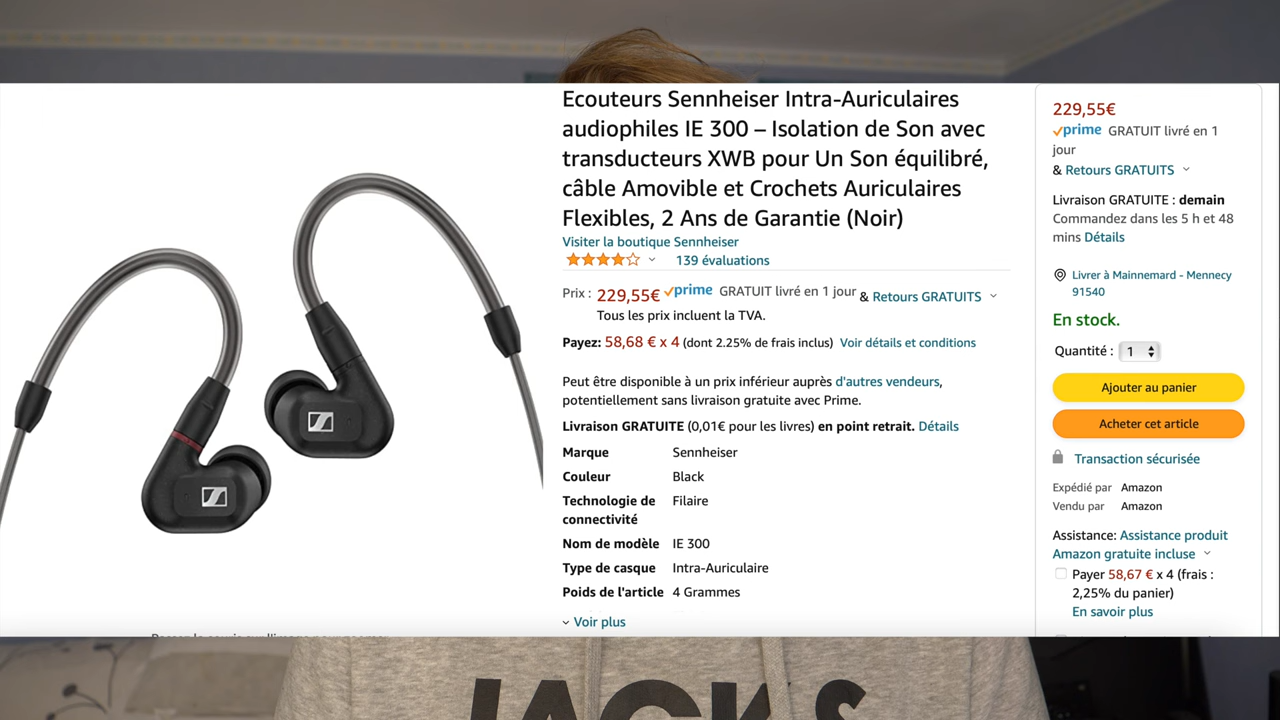 Ecouteurs Sennheiser Intra-Auriculaires
audiophiles IE 300 – Isolation de Son avec
transducteurs XWB pour Un Son équilibré,
câble Amovible et Crochets Auriculaires
Flexibles, 2 Ans de Garantie (Noir)
Visiter la boutique Sennheiser
139 évaluations
Prix : 229,55€ prime GRATUIT livré en 1 jour & Retours GRATUITS
Tous les prix incluent la TVA.
Payez: 58,68 € x 4 (dont 2.25% de frais inclus) Voir détails et conditions
Peut être disponible à un prix inférieur auprès d'autres vendeurs,
potentiellement sans livraison gratuite avec Prime.
Livraison GRATUITE (0,01€ pour les livres) en point retrait. Détails
Marque Sennheiser
Couleur Black
Technologie de Filaire
connectivité
Nom de modèle IE 300
Type de casque Intra-Auriculaire
Poids de l'article 4 Grammes
Voir plus
229,55€
prime GRATUIT livré en 1
jour
& Retours GRATUITS
Livraison GRATUITE : demain
Commandez dans les 5 h et 48
mins Détails
Livrer à Mainnemard - Mennecy
91540
En stock.
Quantité : 1
Ajouter au panier
Acheter cet article
Transaction sécurisée
Expédié par Amazon
Vendu par Amazon
Assistance: Assistance produit
Amazon gratuite incluse
Payer 58,67 € x 4 (frais :
2,25% du panier)
En savoir plus
JACKS